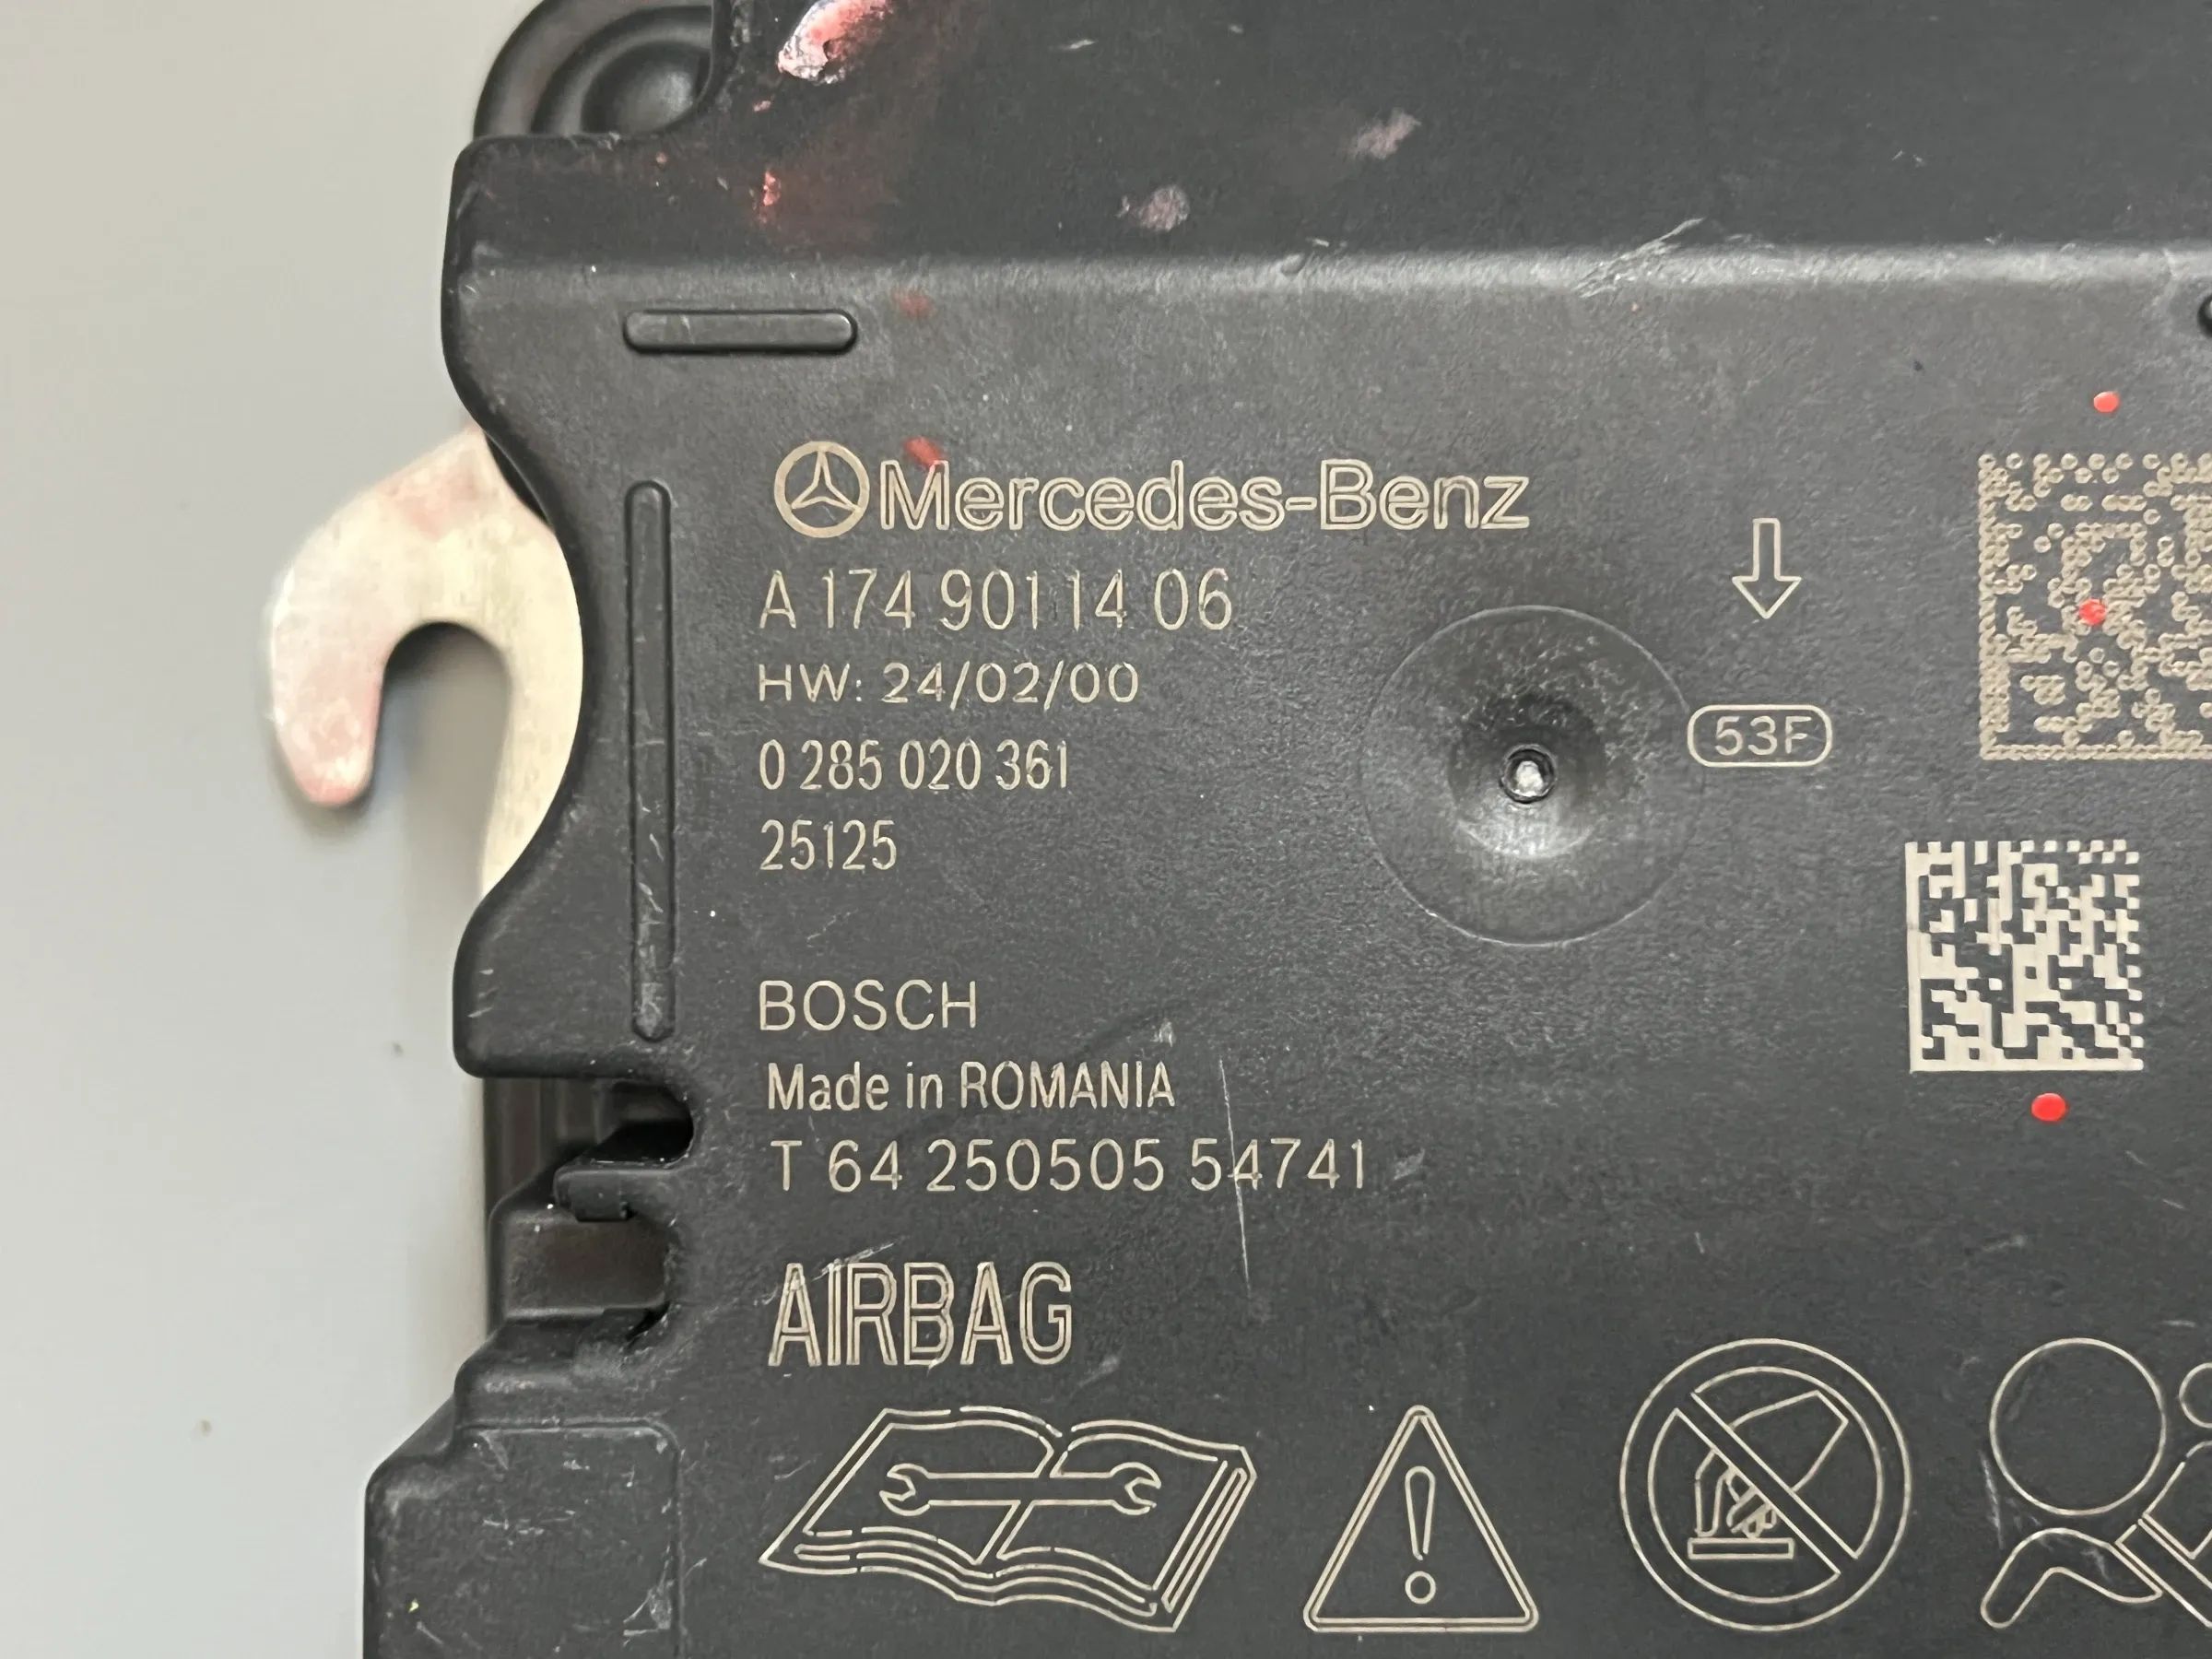 Mercedes-Benz
A 174 901 14 06
HW: 24/02/00
53F
0 285 020 361
25125
BOSCH
Made in ROMANIA
T 64 250505 54741
AIRBAG